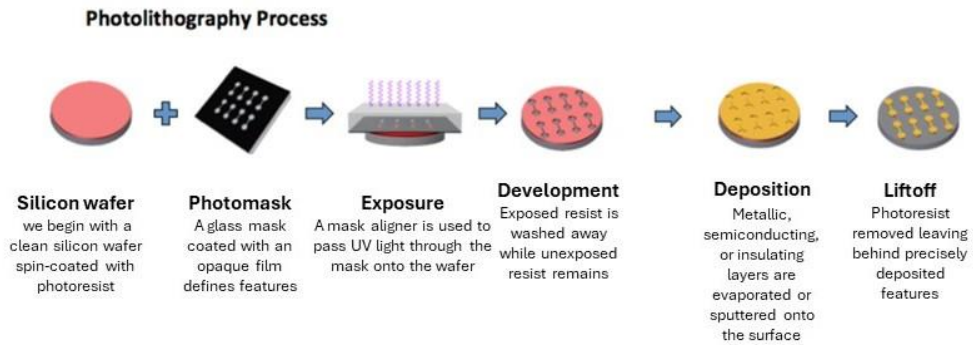 Photolithography Process
Silicon wafer
we begin with a
clean silicon wafer
spin-coated with
photoresist
Photomask
A glass mask
coated with an
opaque film
defines features
Exposure
A mask aligner is used to
pass UV light through the
mask onto the wafer
Development
Exposed resist is
washed away
while unexposed
resist remains
Deposition
Metallic,
semiconducting,
or insulating
layers are
evaporated or
sputtered onto
the surface
Liftoff
Photoresist
removed leaving
behind precisely
deposited
features